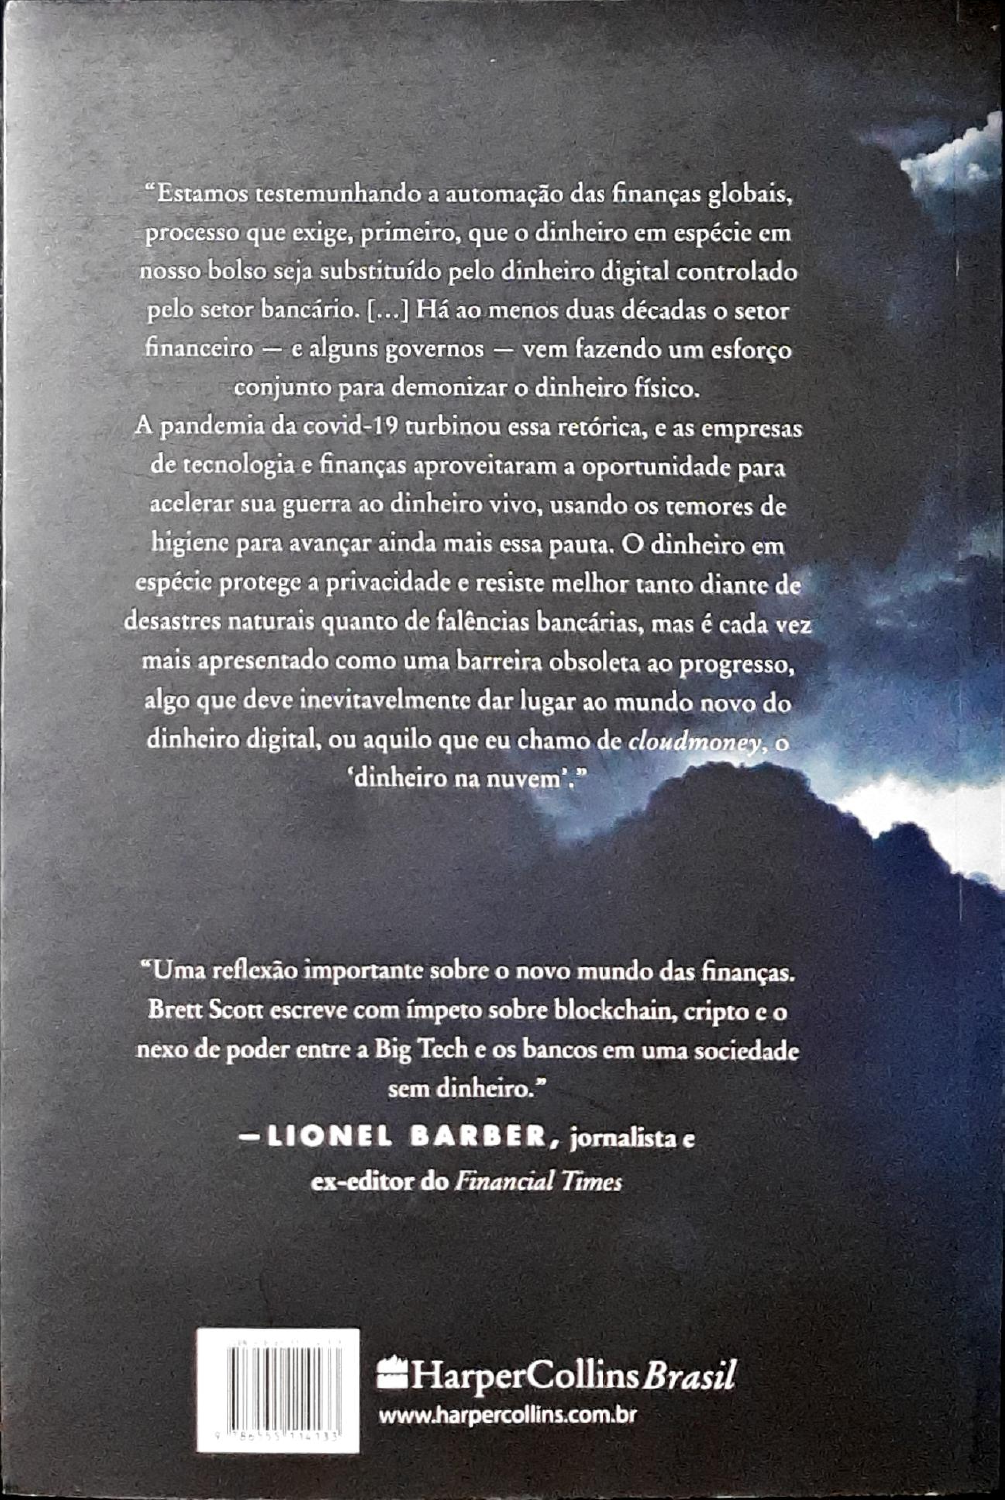 “Estamos testemunhando a automação das finanças globais,
processo que exige, primeiro, que o dinheiro em espécie em
nosso bolso seja substituído pelo dinheiro digital controlado
pelo setor bancário. [...] Há ao menos duas décadas o setor
financeiro — e alguns governos — vem fazendo um esforço
conjunto para demonizar o dinheiro físico.
A pandemia da covid-19 turbinou essa retórica, e as empresas
de tecnologia e finanças aproveitaram a oportunidade para
acelerar sua guerra ao dinheiro vivo, usando os temores de
higiene para avançar ainda mais essa pauta. O dinheiro em
espécie protege a privacidade e resiste melhor tanto diante de
desastres naturais quanto de falências bancárias, mas é cada vez
mais apresentado como uma barreira obsoleta ao progresso,
algo que deve inevitavelmente dar lugar ao mundo novo do
dinheiro digital, ou aquilo que eu chamo de cloudmoney, o
‘dinheiro na nuvem’.”
“Uma reflexão importante sobre o novo mundo das finanças.
Brett Scott escreve com ímpeto sobre blockchain, cripto e o
nexo de poder entre a Big Tech e os bancos em uma sociedade
sem dinheiro.”
—LIONEL BARBER, jornalista e
ex-editor do Financial Times
HarperCollins Brasil
www.harpercollins.com.br
9 786555 114133